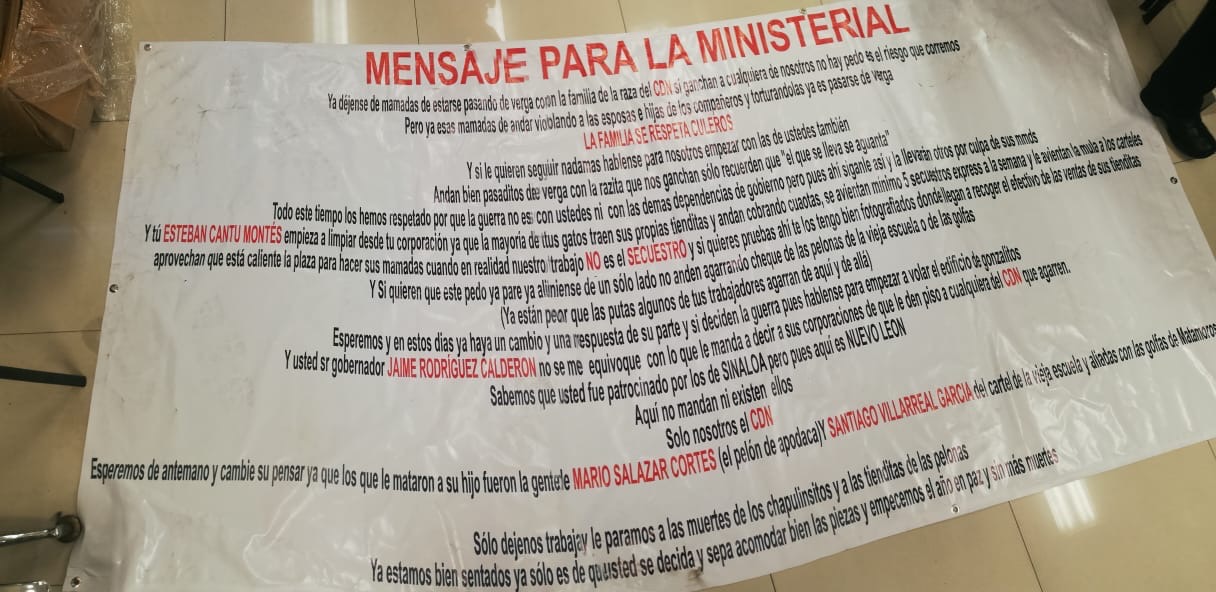 MENSAJE PARA LA MINISTERIAL
Ya déjense de mamadas de estarse pasando de verga coron la familia de la raza del CDN si ganchan a cualquiera de nosotros no hay pedo es el riesgo que corremos
Pero ya esas mamadas de andar violoblando a las esposas e hijas de los compañeros y torturandolas ya es pasarse de verga
LA FAMILIA SE RESPETA CULEROS
Y si le quieren seguiuir nadamas hablense para nosotros empezar con las de ustedes también
Andan bien pasaditos dee verga con la razita que nos ganchan sólo recuerden que "el que se lleva se aguanta"
Todo este tiempo los hemos respetado por que la guerra no es: con ustedes ni con las demas dependencias de gobierno pero pues ahí siganle así y la llevaran otros por culpa de sus mmds
Y tú ESTEBAN CANTU MONTÉS empieza a limpiar desde tu corporación ya que la mayoria de tus gatos traen sus propias tienditas y andan cobrando cuaotas, se avientan mínimo 5 secuestros express a la semana y le avientan la mula a los carteles
aprovechan que está caliente la plaza para hacer sus mamadas cuando en realidad nuestro trabajo NO es el SECUESTRO y si quieres pruebas ahí te los tengo bien fotografiados donde llegan a recoger el efectivo de las ventas de sus tienditas
Y Si quieren que este pedo ya pare ya aliniense de un sólo lado no anden agarrando cheque de las pelonas de la vieja escuela o de las golfas
(Ya están peor que las putas algunos de tus trabajadores agarran de aquí y de allá)
Esperemos y en estos dias ya haya un cambio y una respuesta de su parte y si deciden la guerra pues hablense para empezar a volar el edificio de gonzalitos
Y usted sr gobernador JAIME RODRÍGUEZ CALDERON no se me equivoque con lo que le manda a decir a sus corporaciones de que le den piso a cualquiera del CDN que agarren.
Sabemos que usted fue patrocinado por los de SINALOA pero pues aquí es NUEVO LEON
Aquí no mandan ni existen ellos
Solo nosotros el CDN
Esperemos de antemano y cambie su pensar ya que los que le mataron a su hijo fueron la gente de MARIO SALAZAR CORTES (el pelón de apodaca)Y SANTIAGO VILLARREAL GARCIA del cartel de la vieja escuela y aliadas con las golfas de Matamoros
Sólo dejenos trabajay le paramos a las muertes de los chapulinsitos y a las tienditas de las pelonas
Ya estamos bien sentados ya sólo es de que usted se decida y sepa acomodar bien las piezas y empecemos el año en paz y sin más muertes